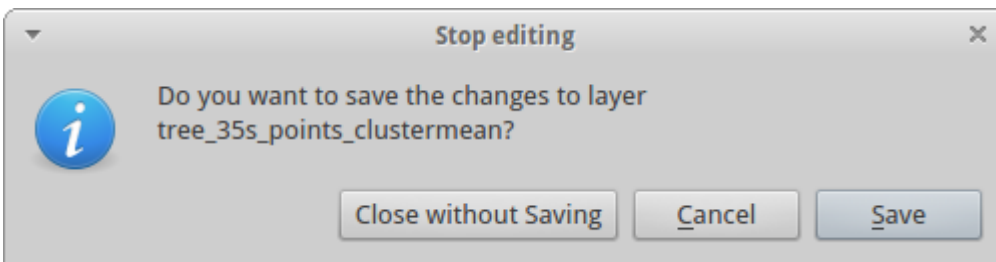 Stop editing
Do you want to save the changes to layer
tree_35s_points_clustermean?
Close without Saving
Cancel
Save